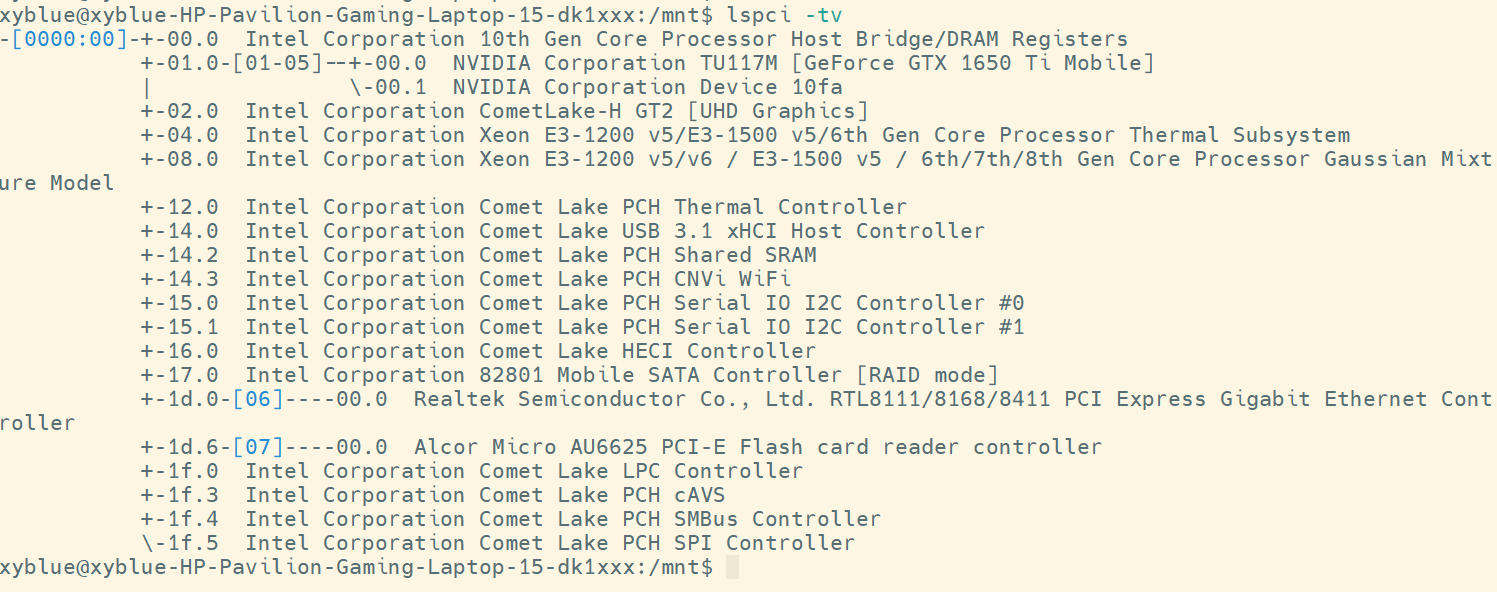 xyblue@xyblue-HP-Pavilion-Gaming-Laptop-15-dk1xxx:/mnt$ lspci -tv
-[0000:00]-+-00.0  Intel Corporation 10th Gen Core Processor Host Bridge/DRAM Registers
           +-01.0-[01-05]--+-00.0  NVIDIA Corporation TU117M [GeForce GTX 1650 Ti Mobile]
           |               \-00.1  NVIDIA Corporation Device 10fa
           +-02.0  Intel Corporation CometLake-H GT2 [UHD Graphics]
           +-04.0  Intel Corporation Xeon E3-1200 v5/E3-1500 v5/6th Gen Core Processor Thermal Subsystem
           +-08.0  Intel Corporation Xeon E3-1200 v5/v6 / E3-1500 v5 / 6th/7th/8th Gen Core Processor Gaussian Mixt
ure Model
           +-12.0  Intel Corporation Comet Lake PCH Thermal Controller
           +-14.0  Intel Corporation Comet Lake USB 3.1 xHCI Host Controller
           +-14.2  Intel Corporation Comet Lake PCH Shared SRAM
           +-14.3  Intel Corporation Comet Lake PCH CNVi WiFi
           +-15.0  Intel Corporation Comet Lake PCH Serial IO I2C Controller #0
           +-15.1  Intel Corporation Comet Lake PCH Serial IO I2C Controller #1
           +-16.0  Intel Corporation Comet Lake HECI Controller
           +-17.0  Intel Corporation 82801 Mobile SATA Controller [RAID mode]
           +-1d.0-[06]----00.0  Realtek Semiconductor Co., Ltd. RTL8111/8168/8411 PCI Express Gigabit Ethernet Cont
roller
           +-1d.6-[07]----00.0  Alcor Micro AU6625 PCI-E Flash card reader controller
           +-1f.0  Intel Corporation Comet Lake LPC Controller
           +-1f.3  Intel Corporation Comet Lake PCH cAVS
           +-1f.4  Intel Corporation Comet Lake PCH SMBus Controller
           \-1f.5  Intel Corporation Comet Lake PCH SPI Controller
xyblue@xyblue-HP-Pavilion-Gaming-Laptop-15-dk1xxx:/mnt$